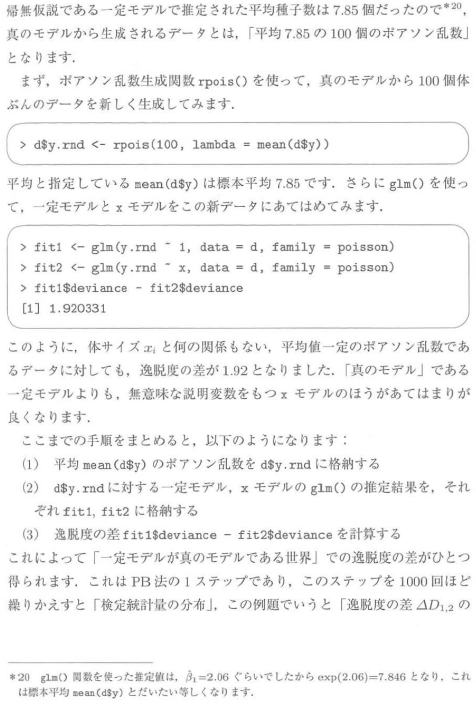 帰無仮説である一定モデルで推定された平均種子数は 7.85 個だったので*20，
真のモデルから生成されるデータとは，「平均 7.85 の 100 個のポアソン乱数」
となります．
まず，ポアソン乱数生成関数 rpois() を使って，真のモデルから 100 個体
ぶんのデータを新しく生成してみます．
> d$y.rnd <- rpois(100, lambda = mean(d$y))
平均と指定している mean(d$y) は標本平均 7.85 です．さらに glm() を使っ
て，一定モデルと x モデルをこの新データにあてはめてみます．
> fit1 <- glm(y.rnd ~ 1, data = d, family = poisson)
> fit2 <- glm(y.rnd ~ x, data = d, family = poisson)
> fit1$deviance - fit2$deviance
[1] 1.920331
このように，体サイズ xi と何の関係もない，平均値一定のポアソン乱数であ
るデータに対しても，逸脱度の差が 1.92 となりました．「真のモデル」である
一定モデルよりも，無意味な説明変数をもつ x モデルのほうがあてはまりが
良くなります．
ここまでの手順をまとめると，以下のようになります：
(1) 平均 mean(d$y) のポアソン乱数を d$y.rnd に格納する
(2) d$y.rnd に対する一定モデル，x モデルの glm() の推定結果を，それ
ぞれ fit1, fit2 に格納する
(3) 逸脱度の差 fit1$deviance - fit2$deviance を計算する
これによって「一定モデルが真のモデルである世界」での逸脱度の差がひとつ
得られます．これは PB 法の 1 ステップであり，このステップを 1000 回ほど
繰りかえすと「検定統計量の分布」，この例題でいうと「逸脱度の差 ΔD1,2 の
*20 glm() 関数を使った推定値は，β̂1=2.06 ぐらいでしたから exp(2.06)=7.846 となり，これ
は標本平均 mean(d$y) とだいたい等しくなります．